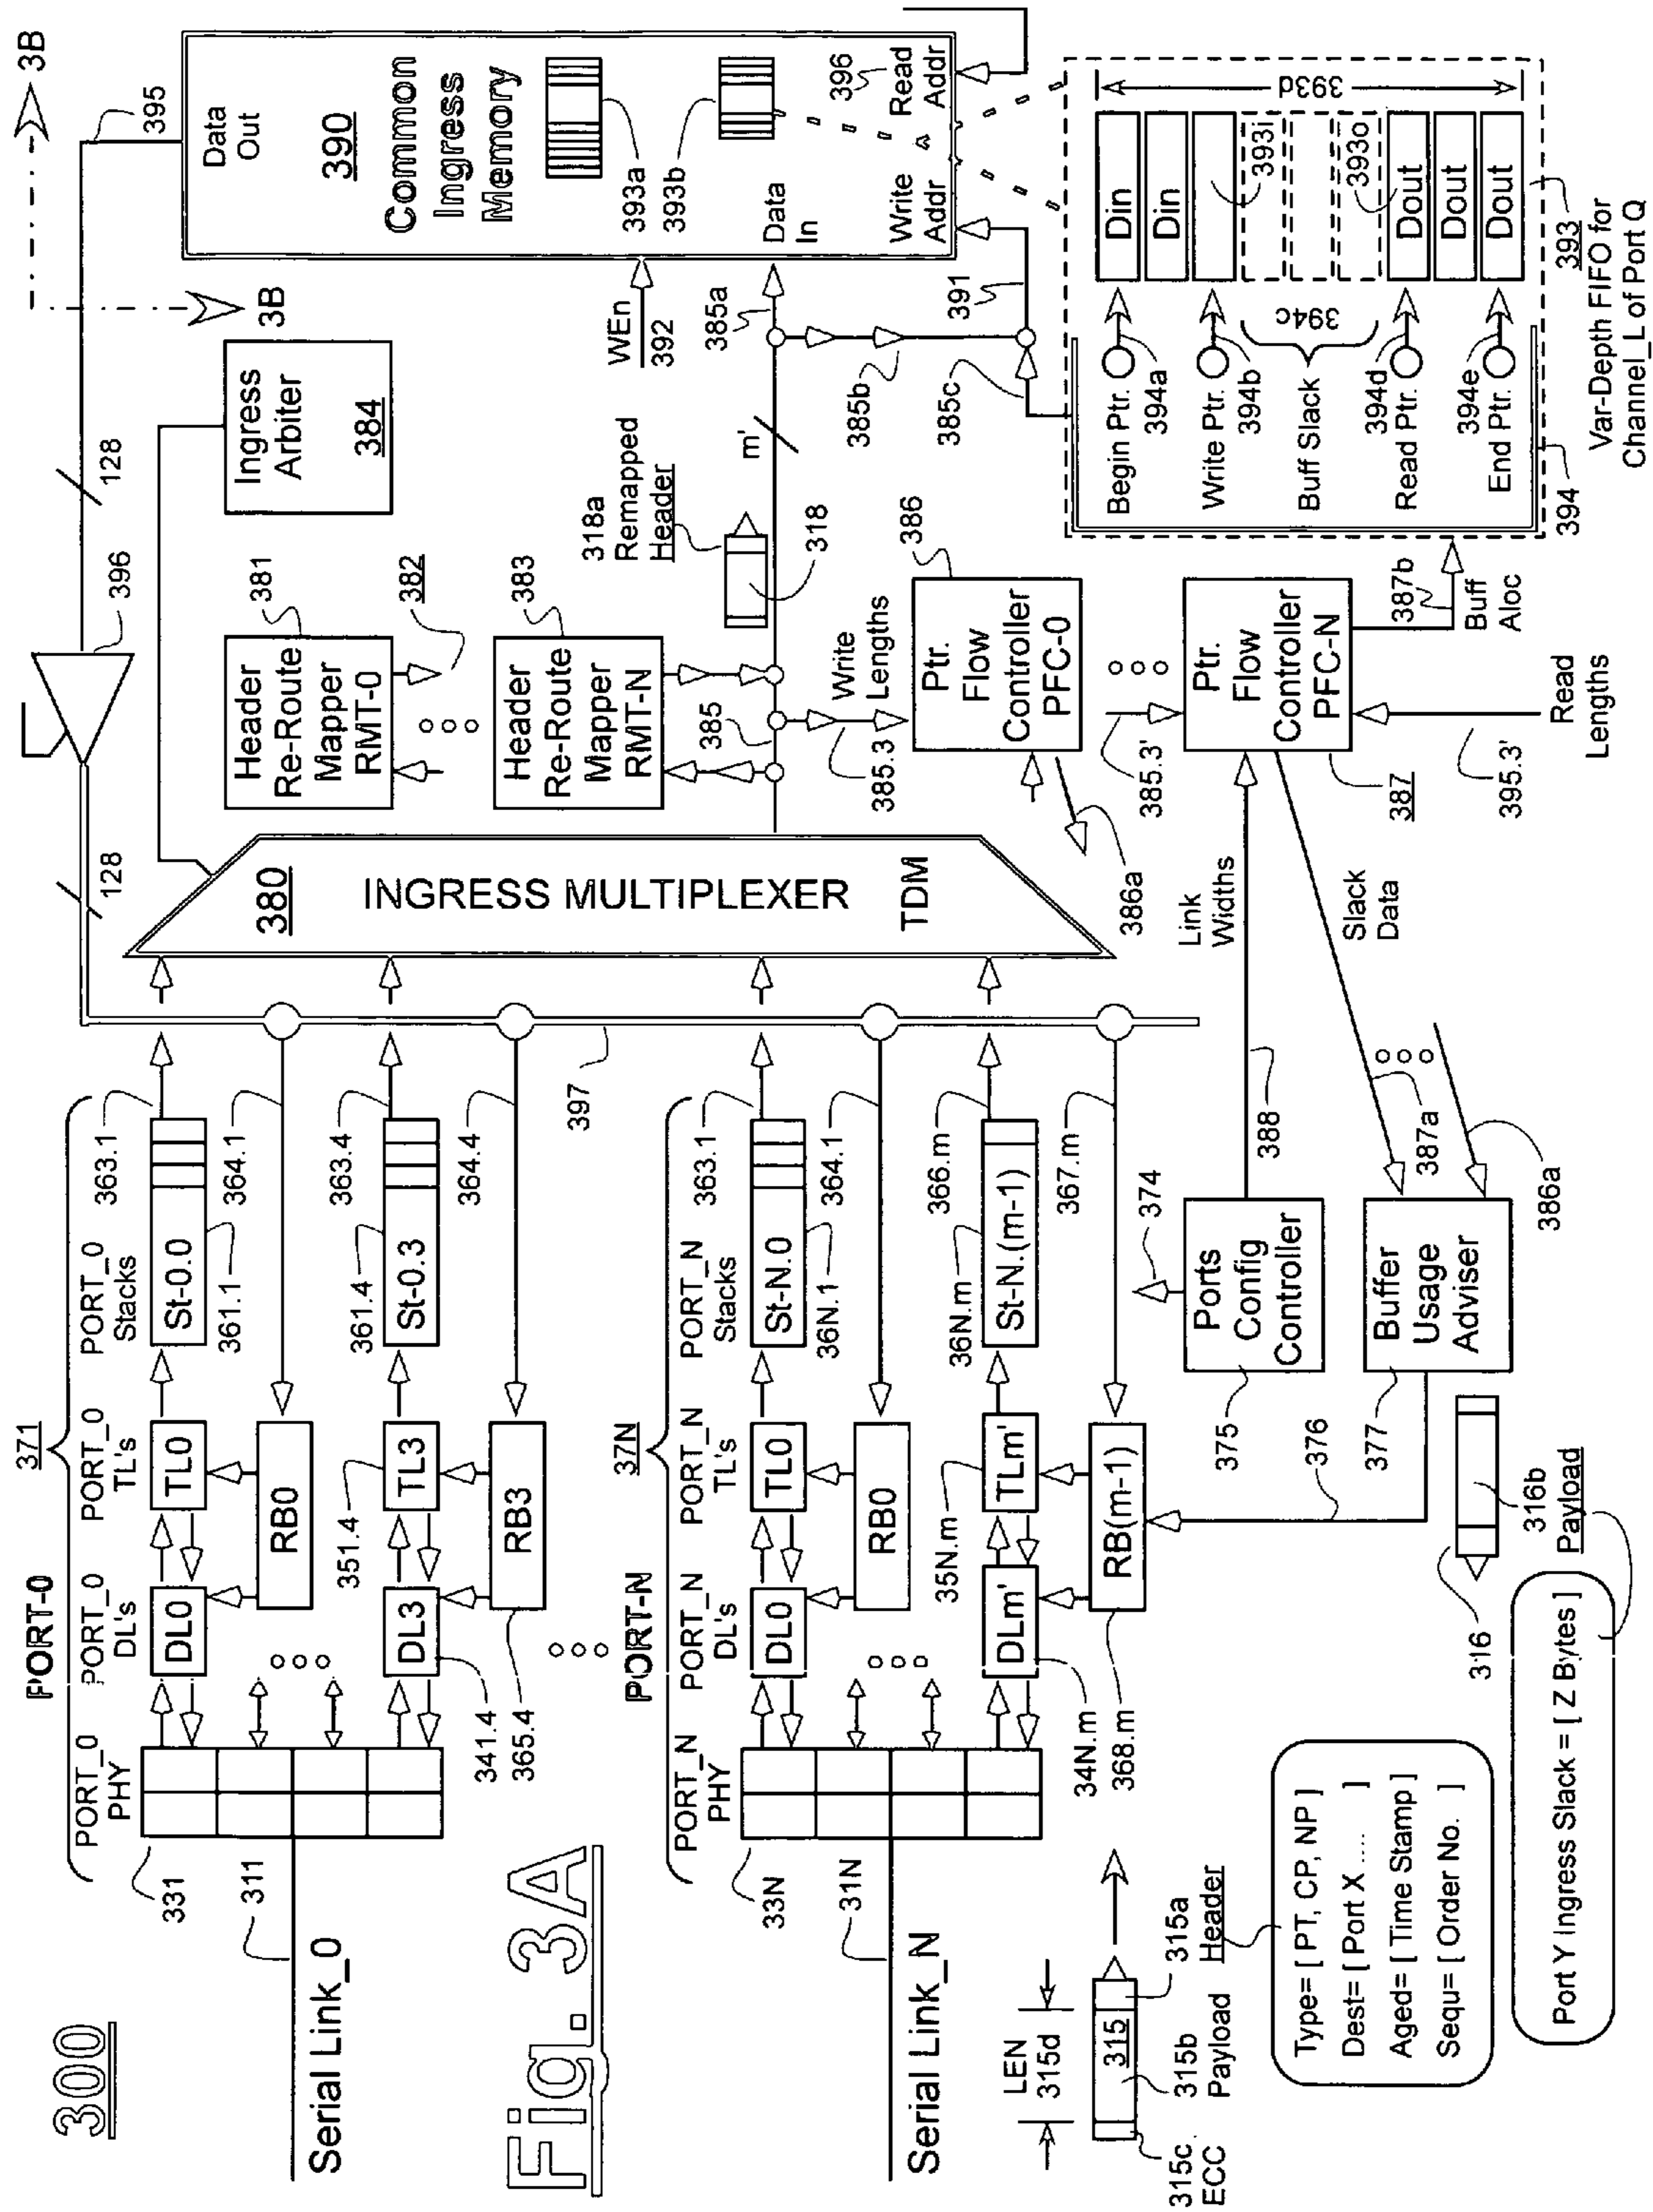 300
Fig. 3A
Serial Link_0
311
331
PORT-0
371
PORT_0
PHY
PORT_0
DL's
PORT_0
TL's
PORT_0
Stacks
DL0
TL0
St-0.0
363.1
361.1
364.1
RB0
351.4
DL3
TL3
St-0.3
361.4
363.4
364.4
341.4
365.4
RB3
397
PORT-N
37N
PORT_N
PHY
PORT_N
DL's
PORT_N
TL's
PORT_N
Stacks
Serial Link_N
31N
33N
DL0
TL0
St-N.0
363.1
36N.1
364.1
RB0
35N.m
DLm'
TLm'
St-N.(m-1)
36N.m
366.m
367.m
34N.m
368.m
RB(m-1)
LEN
315d
315
315a
Header
315b
Payload
315c
ECC
Type= [ PT, CP, NP ]
Dest= [ Port X .... ]
Aged= [ Time Stamp ]
Sequ= [ Order No. ]
Port Y Ingress Slack = [ Z Bytes ]
316
316b
Payload
374
Ports
Config
Controller
375
376
Buffer
Usage
Adviser
377
388
387a
386a
Link
Widths
Slack
Data
128
396
128
395
3B
3B
380
INGRESS MULTIPLEXER
TDM
Ingress
Arbiter
384
Header
Re-Route
Mapper
RMT-0
381
382
Header
Re-Route
Mapper
RMT-N
383
385
318a
Remapped
Header
318
m'
Write
Lengths
385.3
Ptr.
Flow
Controller
PFC-0
386
386a
385.3'
Ptr.
Flow
Controller
PFC-N
387
387b
Buff
Aloc
395.3'
Read
Lengths
WEn
392
385a
385b
385c
391
Data
Out
390
Common
Ingress
Memory
393a
393b
Data
In
Write
Addr
396
Read
Addr
Begin Ptr.
394a
Write Ptr.
394b
Buff Slack
394c
Read Ptr.
394d
End Ptr.
394e
Din
Din
393i
393o
Dout
Dout
Dout
393d
394
393
Var-Depth FIFO for
Channel_L of Port Q